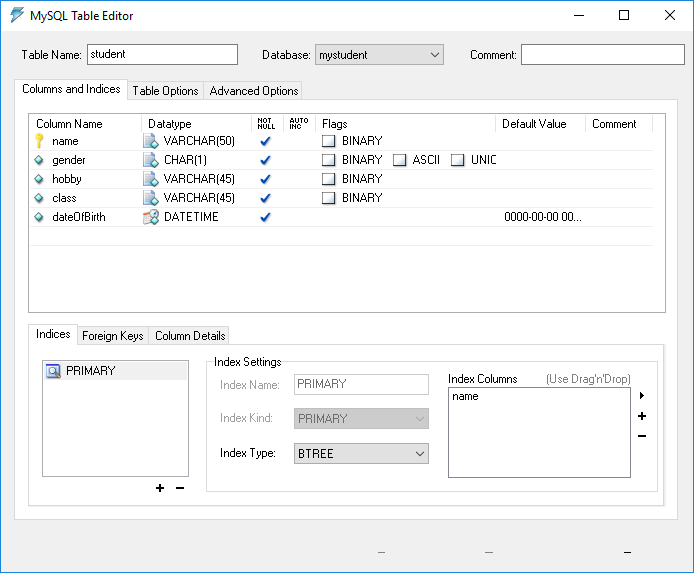 MySQL Table Editor
Table Name: student Database: mystudent Comment:
Columns and Indices Table Options Advanced Options
Column Name Datatype NOT NULL AUTO INC Flags Default Value Comment
name VARCHAR(50) BINARY
gender CHAR(1) BINARY ASCII UNIC
hobby VARCHAR(45) BINARY
class VARCHAR(45) BINARY
dateOfBirth DATETIME 0000-00-00 00...
Indices Foreign Keys Column Details
PRIMARY
Index Settings
Index Name: PRIMARY
Index Kind: PRIMARY
Index Type: BTREE
Index Columns (Use Drag'n'Drop)
name